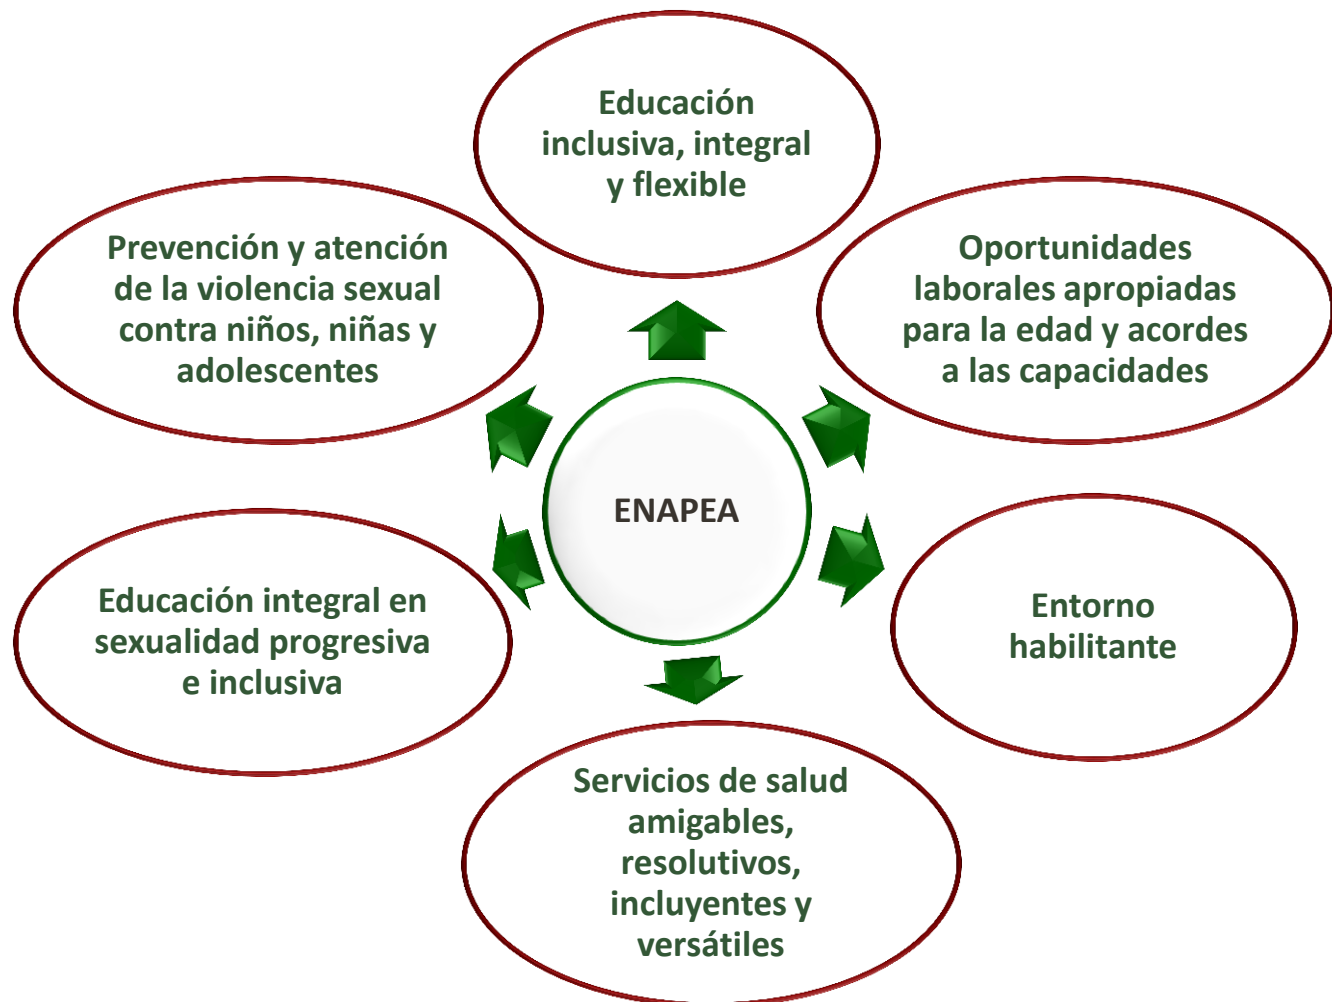 Educación
inclusiva, integral
y flexible
Prevención y atención
de la violencia sexual
contra niños, niñas y
adolescentes
Oportunidades
laborales apropiadas
para la edad y acordes
a las capacidades
ENAPEA
Educación integral en
sexualidad progresiva
e inclusiva
Entorno
habilitante
Servicios de salud
amigables,
resolutivos,
incluyentes y
versátiles